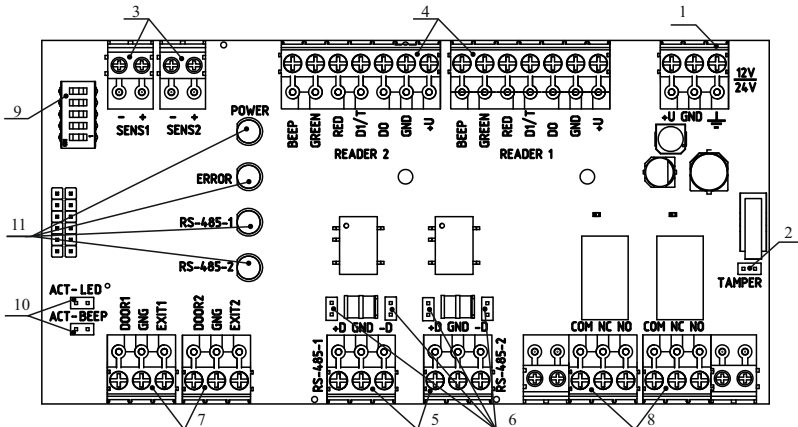 3
4
1
9
- +
- +
SENS1
SENS2
POWER
BEEP
GREEN
RED
D1/T
D0
GND
+U
READER 2
BEEP
GREEN
RED
D1/T
D0
GND
+U
READER 1
+U GND
12V
24V
ERROR
11
RS-485-1
RS-485-2
2
TAMPER
10
ACT-LED
ACT-BEEP
DOOR1
GNG
EXIT1
DOOR2
GNG
EXIT2
RS-485-1
+D GND -D
+D GND -D
RS-485-2
COM NC NO
COM NC NO
7
5
6
8